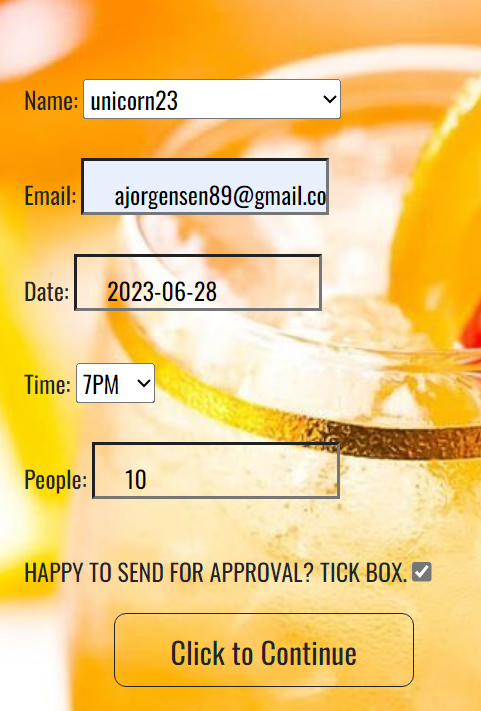 Name: unicorn23
Email: ajorgensen89@gmail.co
Date: 2023-06-28
Time: 7PM
People: 10
HAPPY TO SEND FOR APPROVAL? TICK BOX.
Click to Continue